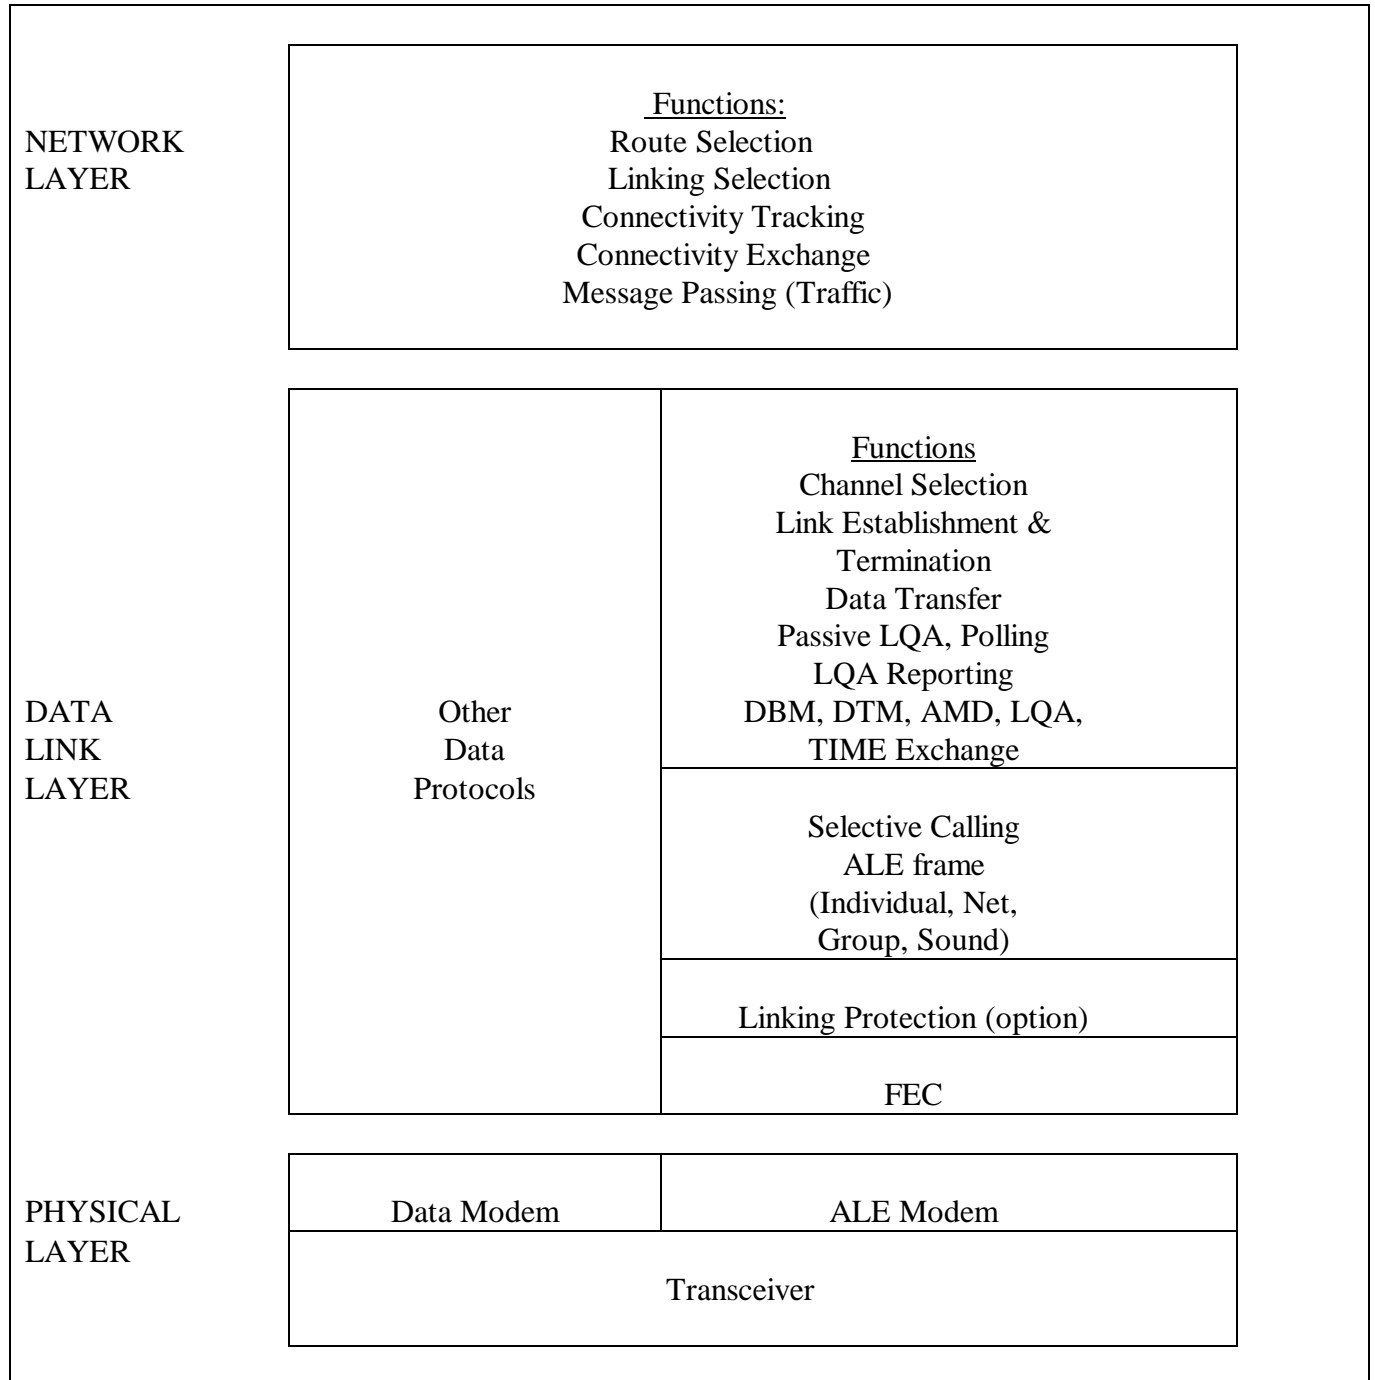 NETWORK
LAYER
Functions:
Route Selection
Linking Selection
Connectivity Tracking
Connectivity Exchange
Message Passing (Traffic)
DATA
LINK
LAYER
Other
Data
Protocols
Functions
Channel Selection
Link Establishment &
Termination
Data Transfer
Passive LQA, Polling
LQA Reporting
DBM, DTM, AMD, LQA,
TIME Exchange
Selective Calling
ALE frame
(Individual, Net,
Group, Sound)
Linking Protection (option)
FEC
PHYSICAL
LAYER
Data Modem
ALE Modem
Transceiver